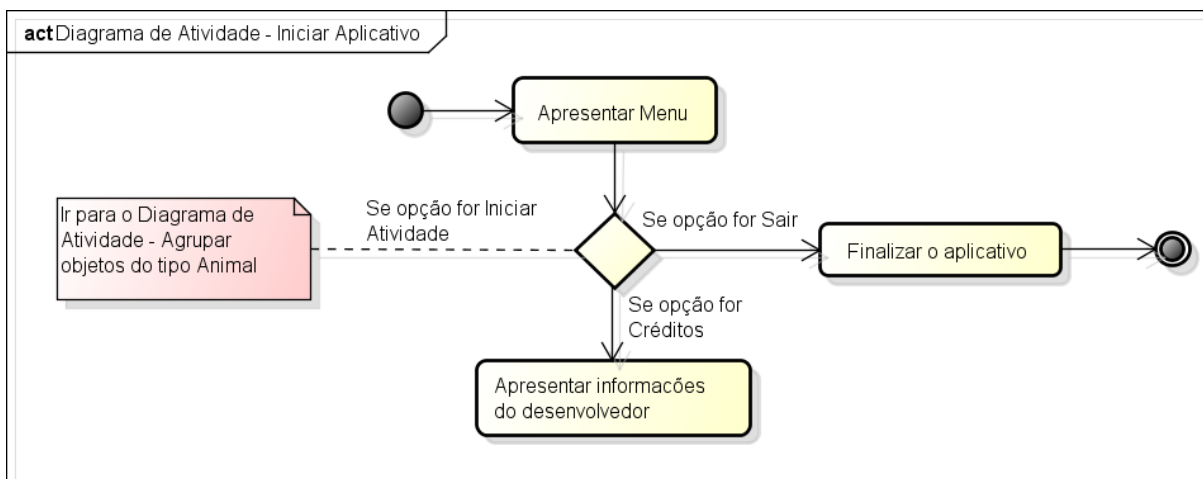 act Diagrama de Atividade - Iniciar Aplicativo
Apresentar Menu
Ir para o Diagrama de
Atividade - Agrupar
objetos do tipo Animal
Se opção for Iniciar
Atividade
Se opção for Sair
Finalizar o aplicativo
Se opção for
Créditos
Apresentar informacões
do desenvolvedor